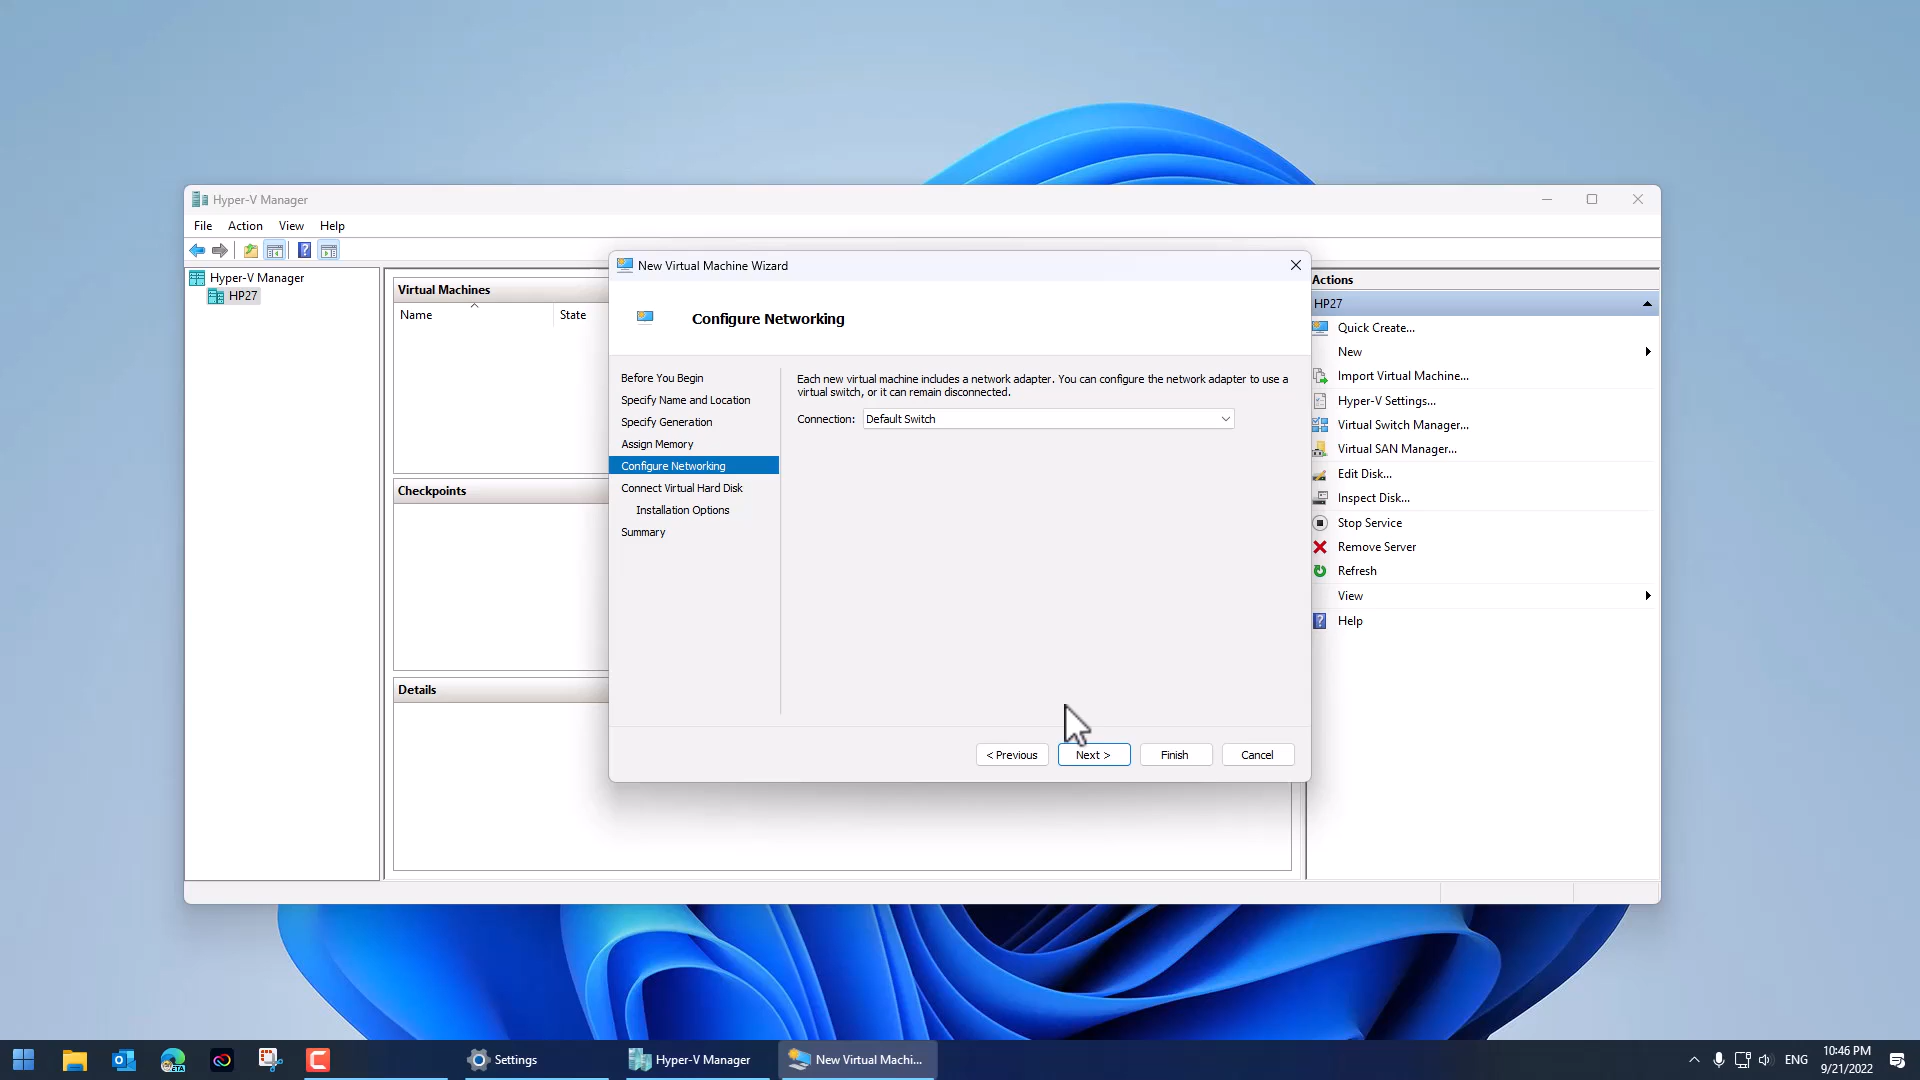 Hyper-V Manager
File Action View Help
Hyper-V Manager
HP27
Virtual Machines
Name State
Checkpoints
Details
New Virtual Machine Wizard
Configure Networking
Before You Begin
Specify Name and Location
Specify Generation
Assign Memory
Configure Networking
Connect Virtual Hard Disk
Installation Options
Summary
Each new virtual machine includes a network adapter. You can configure the network adapter to use a
virtual switch, or it can remain disconnected.
Connection: Default Switch
< Previous Next > Finish Cancel
Actions
HP27
Quick Create...
New
Import Virtual Machine...
Hyper-V Settings...
Virtual Switch Manager...
Virtual SAN Manager...
Edit Disk...
Inspect Disk...
Stop Service
Remove Server
Refresh
View
Help
Settings Hyper-V Manager New Virtual Machi... ENG
10:46 PM
9/21/2022